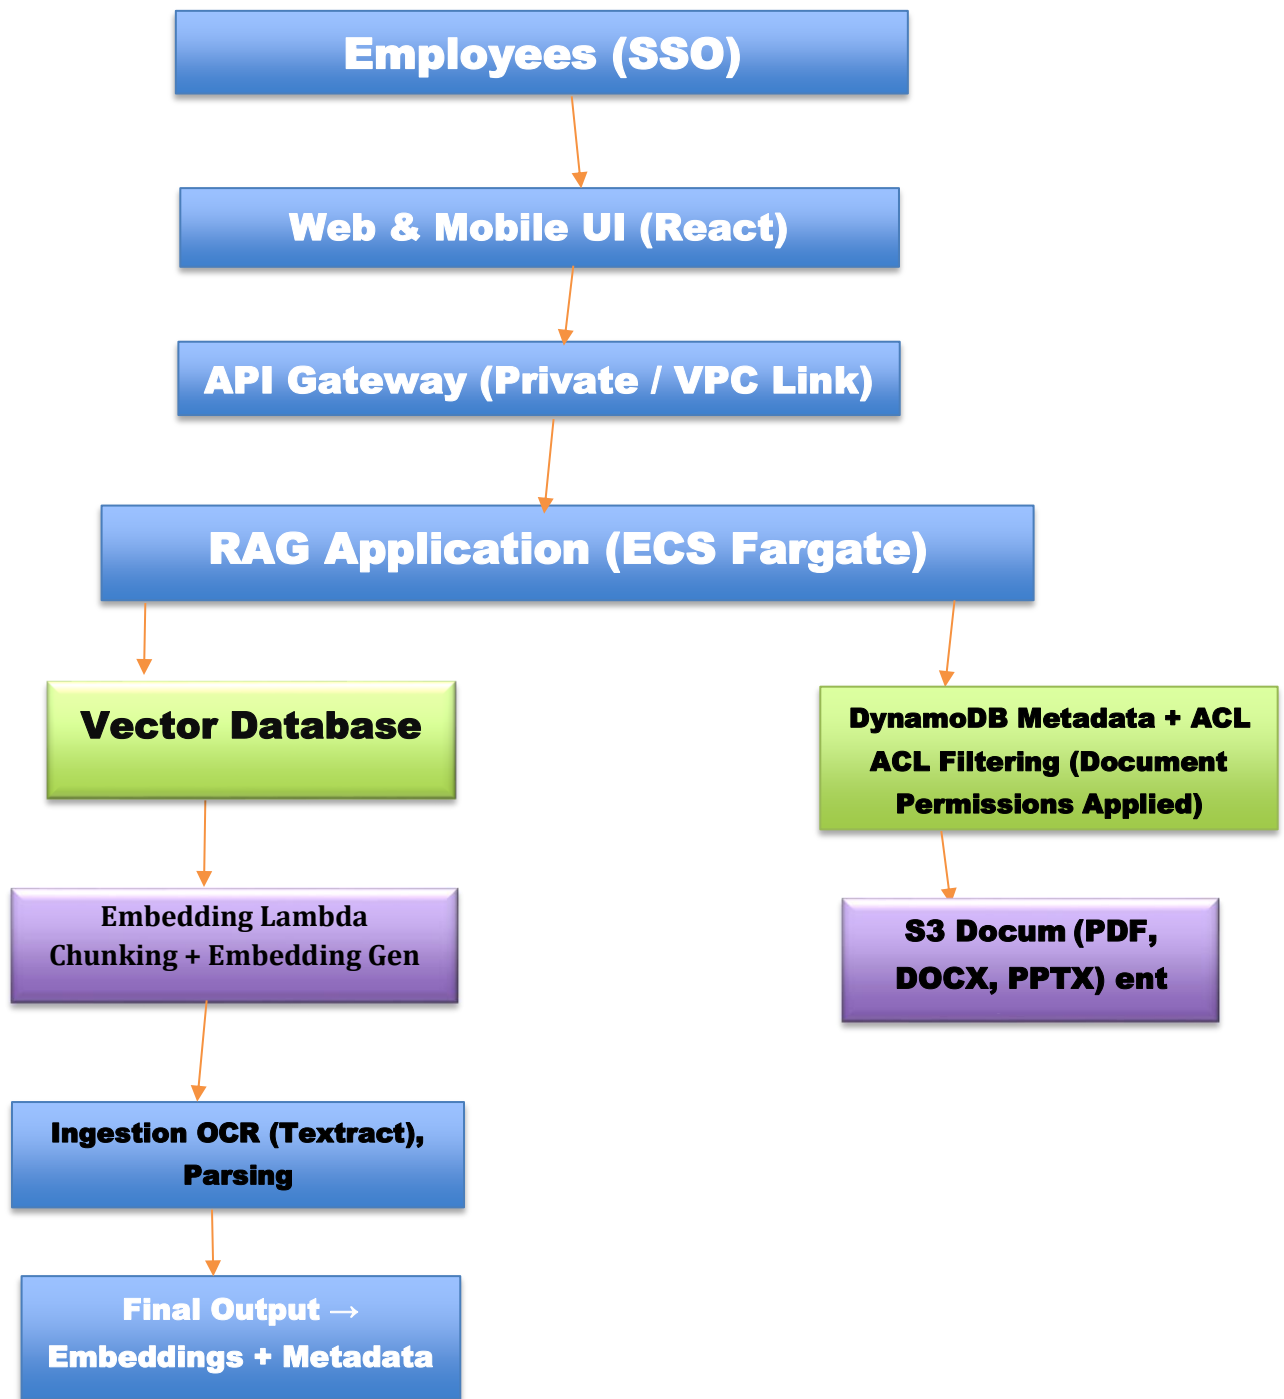 Employees (SSO)
Web & Mobile UI (React)
API Gateway (Private / VPC Link)
RAG Application (ECS Fargate)
Vector Database
DynamoDB Metadata + ACL
ACL Filtering (Document
Permissions Applied)
Embedding Lambda
Chunking + Embedding Gen
S3 Docum (PDF,
DOCX, PPTX) ent
Ingestion OCR (Textract),
Parsing
Final Output →
Embeddings + Metadata